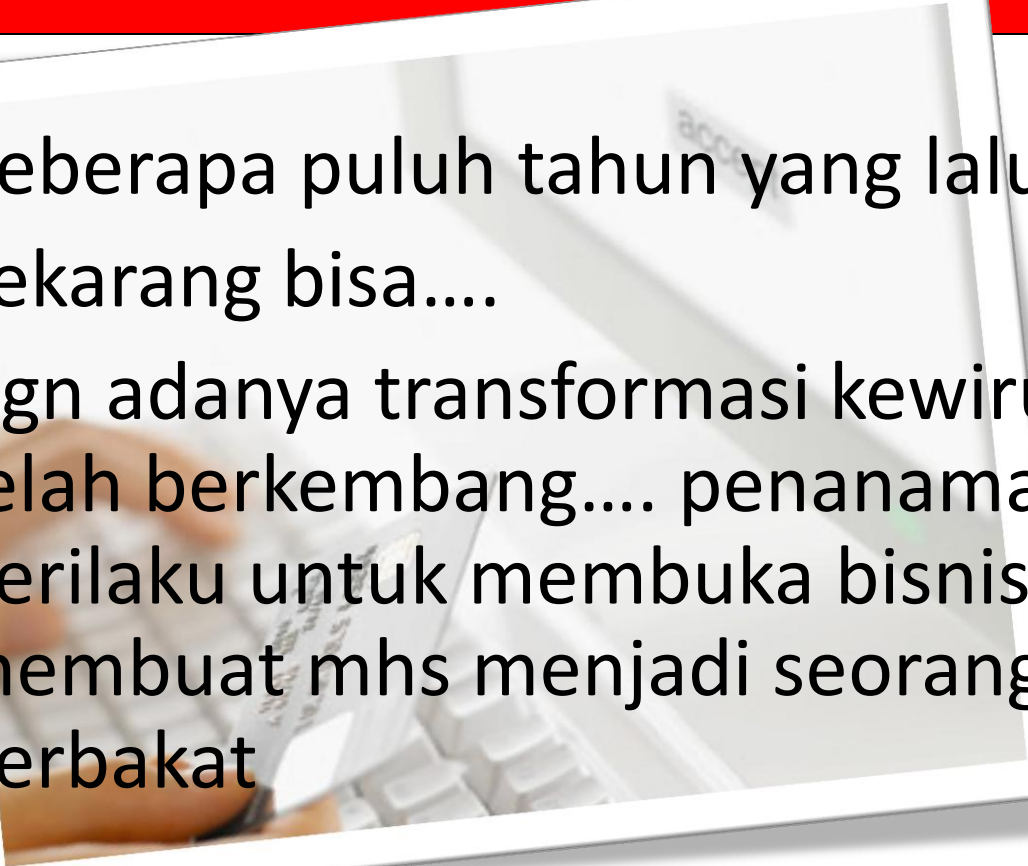 eberapa puluh tahun yang lalu
ekarang bisa....
gn adanya transformasi kewiru
elah berkembang.... penanama
erilaku untuk membuka bisnis
nembuat mhs menjadi seorang
erbakat